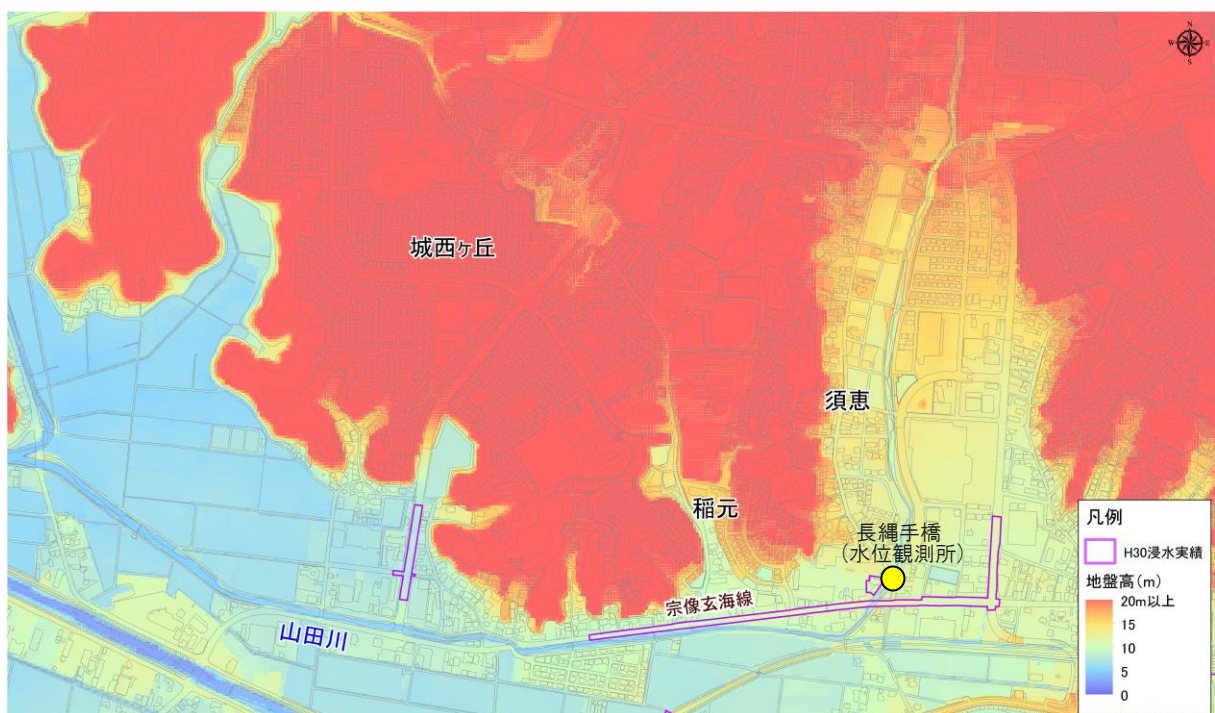 N
W
E
S
城西ヶ丘
須恵
稲元
長縄手橋
(水位観測所)
宗像玄海線
山田川
凡例
H30浸水実績
地盤高(m)
20m以上
15
10
5
0